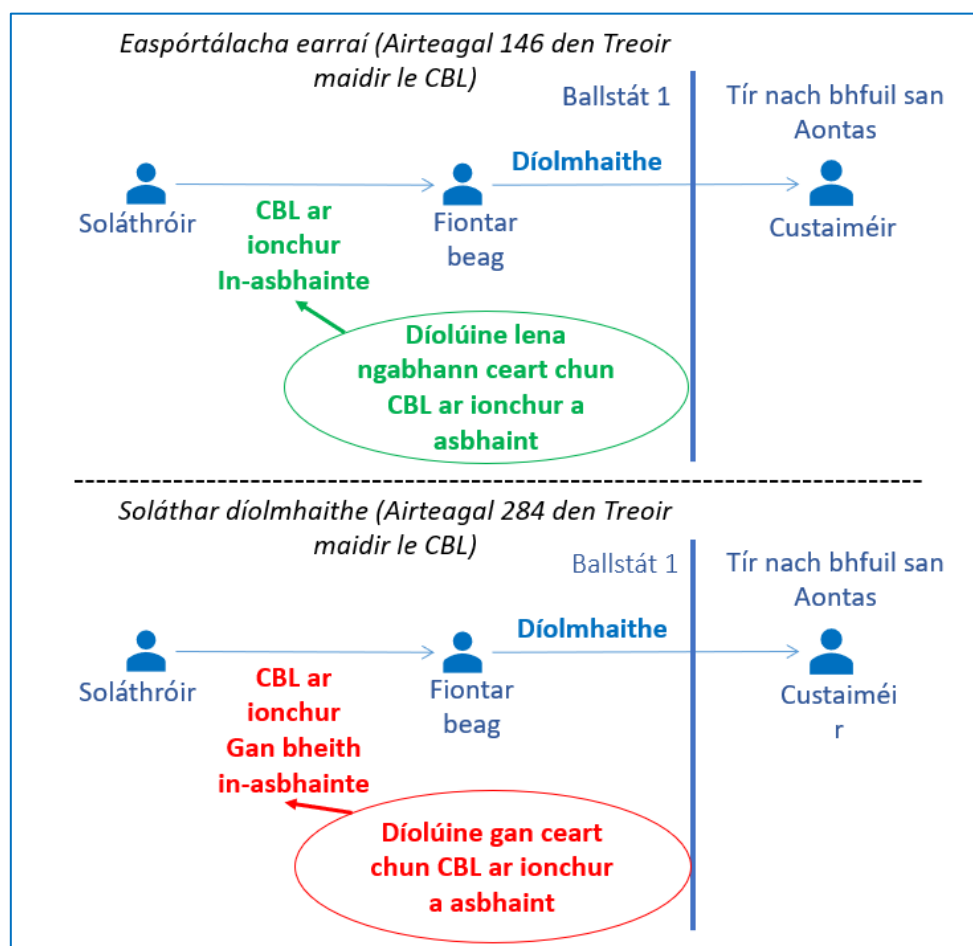 Easpórtálacha earraí (Airteagal 146 den Treoir
maidir le CBL)
Ballstát 1
Tír nach bhfuil san
Aontas
Díolmhaithe
Soláthróir
CBL ar
ionchur
In-asbhainte
Fiontar
beag
Custaiméir
Díolúine lena
ngabhann ceart chun
CBL ar ionchur a
asbhaint
Soláthar díolmhaithe (Airteagal 284 den Treoir
maidir le CBL)
Ballstát 1
Tír nach bhfuil san
Aontas
Díolmhaithe
Soláthróir
CBL ar
ionchur
Gan bheith
in-asbhainte
Fiontar
beag
Custaiméi
r
Díolúine gan ceart
chun CBL ar ionchur
a asbhaint